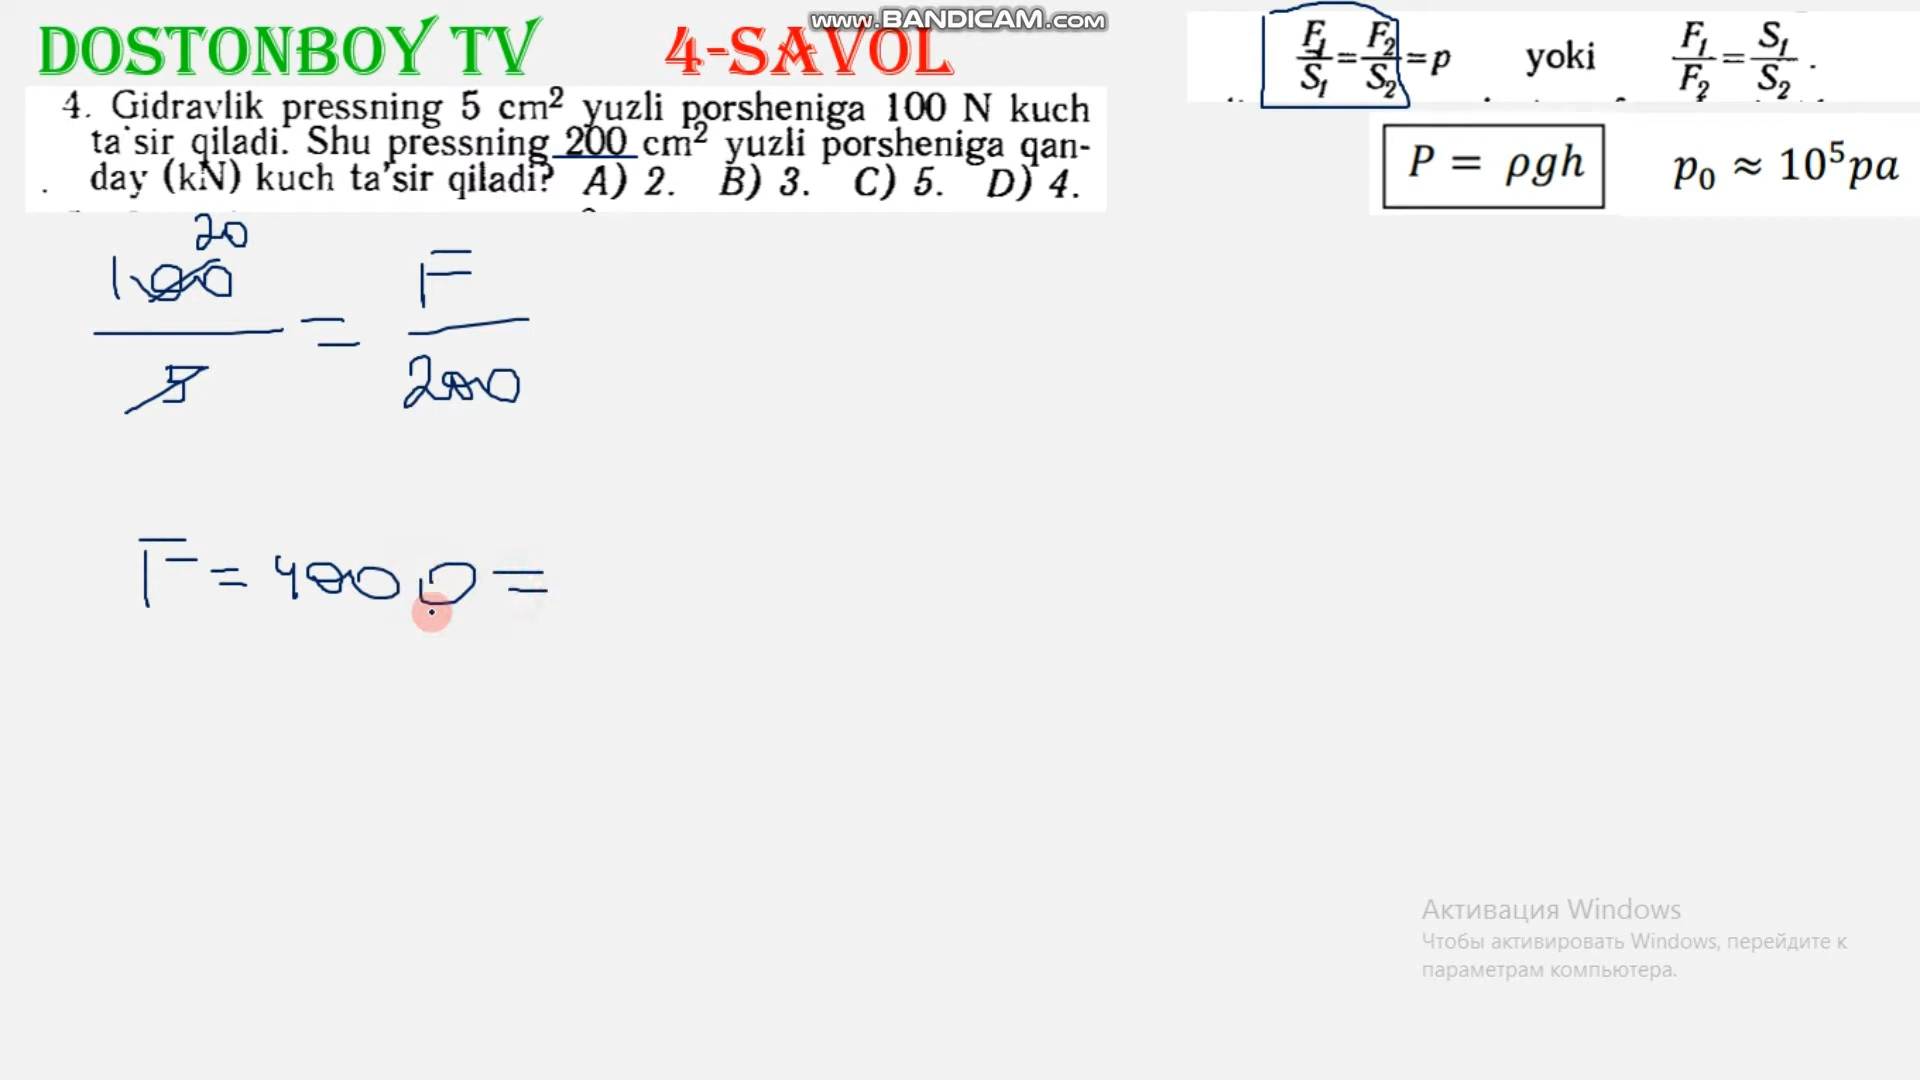 www.BANDICAM.com
DOSTONBOY TV 4-SAVOL
4. Gidravlik pressning 5 cm² yuzli porsheniga 100 N kuch
ta'sir qiladi. Shu pressning 200 cm² yuzli porsheniga qan-
day (kN) kuch ta'sir qiladi? A) 2. B) 3. C) 5. D) 4.
F₁/S₁ = F₂/S₂ = p yoki F₁/F₂ = S₁/S₂ .
P = ρgh p₀ ≈ 10⁵pa
20
100/5 = F/200
F = 4000 =
Активация Windows
Чтобы активировать Windows, перейдите к
параметрам компьютера.